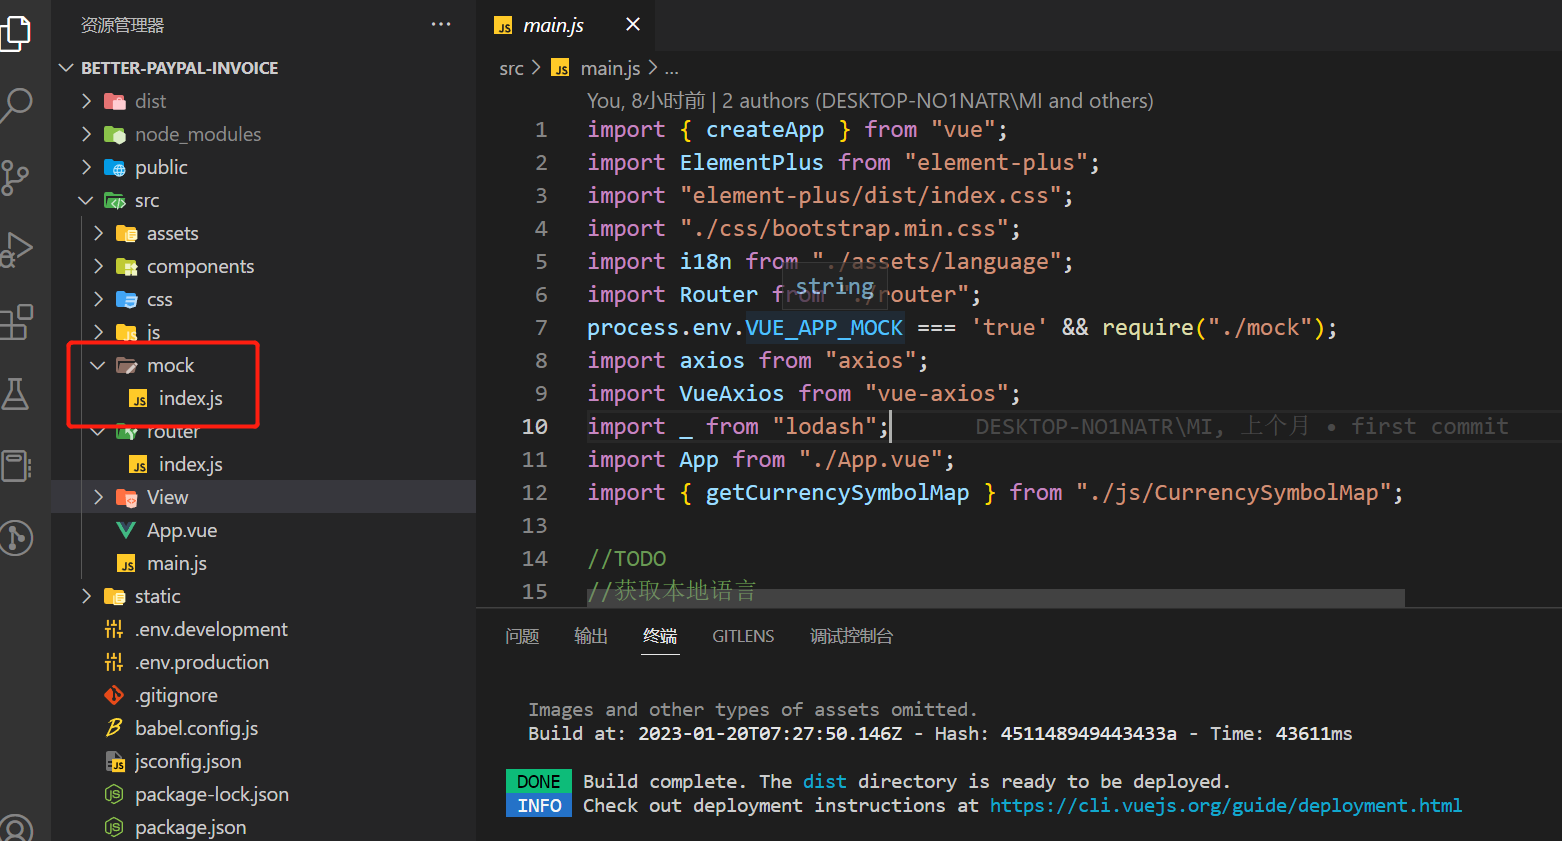 资源管理器
···
BETTER-PAYPAL-INVOICE
dist
node_modules
public
src
assets
components
css
js
mock
index.js
router
index.js
View
App.vue
main.js
static
.env.development
.env.production
.gitignore
babel.config.js
jsconfig.json
package-lock.json
package.json
main.js
src > main.js > ...
You, 8小时前 | 2 authors (DESKTOP-NO1NATR\MI and others)
1 import { createApp } from "vue";
2 import ElementPlus from "element-plus";
3 import "element-plus/dist/index.css";
4 import "./css/bootstrap.min.css";
5 import i18n from "./assets/language";
string
6 import Router from "./router";
7 process.env.VUE_APP_MOCK === 'true' && require("./mock");
8 import axios from "axios";
9 import VueAxios from "vue-axios";
10 import _ from "lodash"; DESKTOP-NO1NATR\MI, 上个月 • first commit
11 import App from "./App.vue";
12 import { getCurrencySymbolMap } from "./js/CurrencySymbolMap";
13
14 //TODO
15 //获取本地语言
问题 输出 终端 GITLENS 调试控制台
Images and other types of assets omitted.
Build at: 2023-01-20T07:27:50.146Z - Hash: 451148949443433a - Time: 43611ms
DONE Build complete. The dist directory is ready to be deployed.
INFO Check out deployment instructions at https://cli.vuejs.org/guide/deployment.html